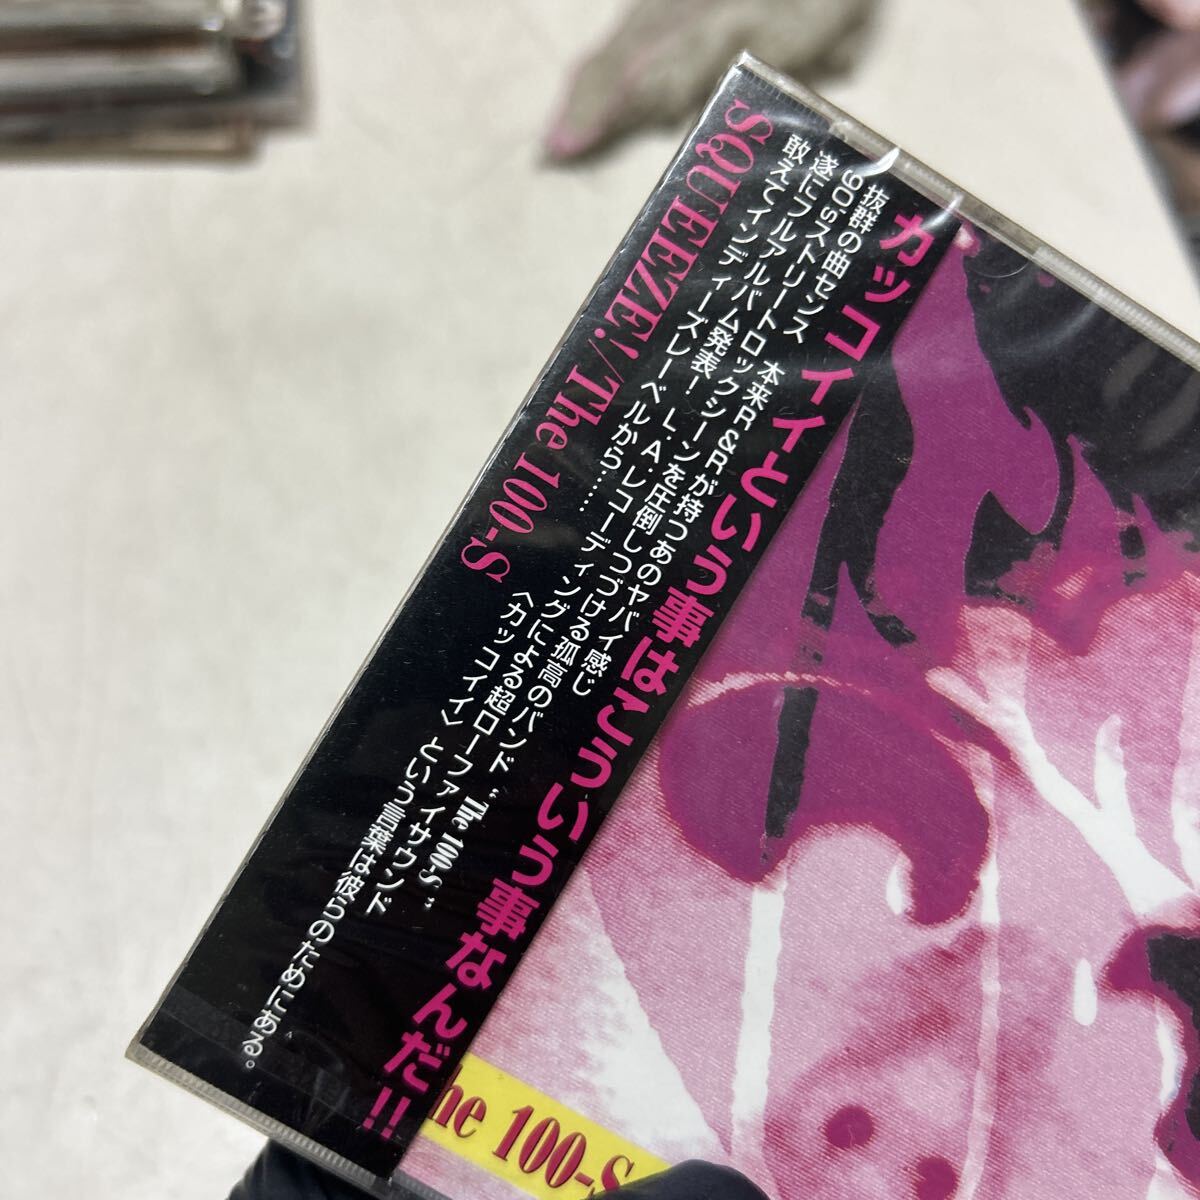 カッコイイという事はこういう事なんだ!!
抜群の曲センス 本来R&Rが持つあのヤバイ感じ
90sストリートロックシーンを圧倒しつづける孤高のバンド“The 100-S”
遂にフルアルバム発表! L.A.レコーディングによる超ローファイサウンド
敢えてインディーズレーベルから……〈カッコイイ〉という言葉は彼らのためにある。
SQUEEZE!/The 100-S
he 100-S